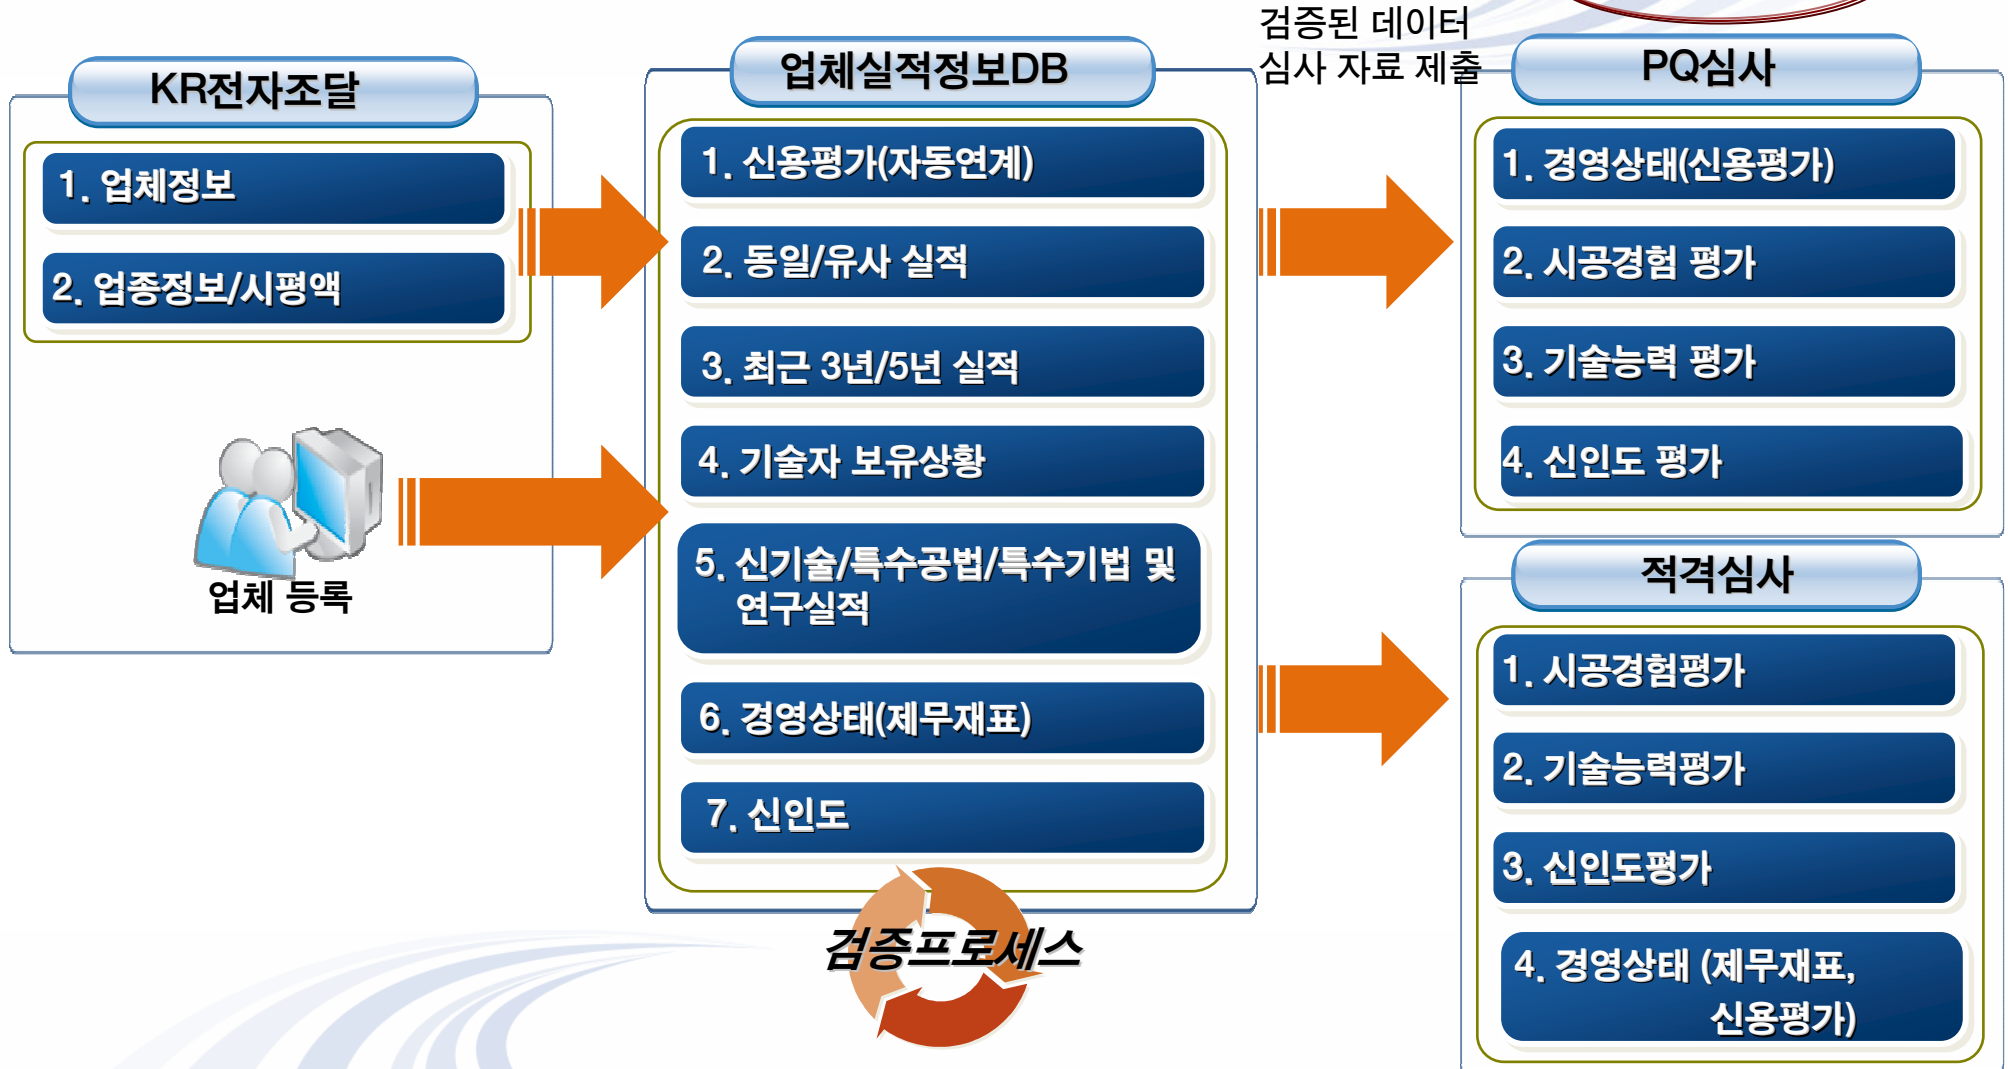 KR전자조달
1. 업체정보
2. 업종정보/시평액
업체 등록
업체실적정보DB
1. 신용평가(자동연계)
2. 동일/유사 실적
3. 최근 3년/5년 실적
4. 기술자 보유상황
5. 신기술/특수공법/특수기법 및
연구실적
6. 경영상태(제무재표)
7. 신인도
검증프로세스
검증된 데이터
심사 자료 제출
PQ심사
1. 경영상태(신용평가)
2. 시공경험 평가
3. 기술능력 평가
4. 신인도 평가
적격심사
1. 시공경험평가
2. 기술능력평가
3. 신인도평가
4. 경영상태 (제무재표,
신용평가)